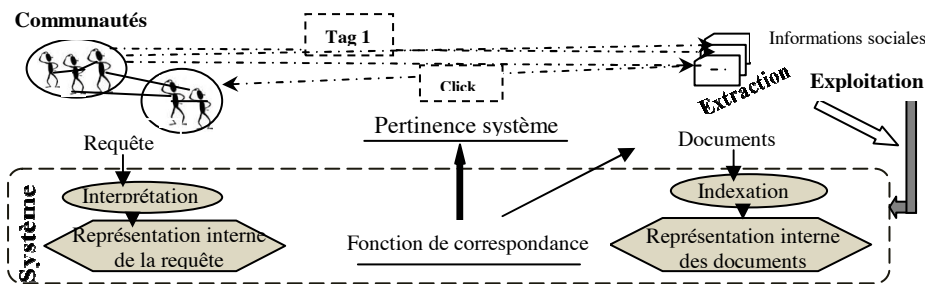 Communautés
Tag 1
Informations sociales
Click
Extraction
Exploitation
Pertinence système
Requête
Documents
Système
Interprétation
Indexation
Représentation interne
de la requête
Fonction de correspondance
Représentation interne
des documents